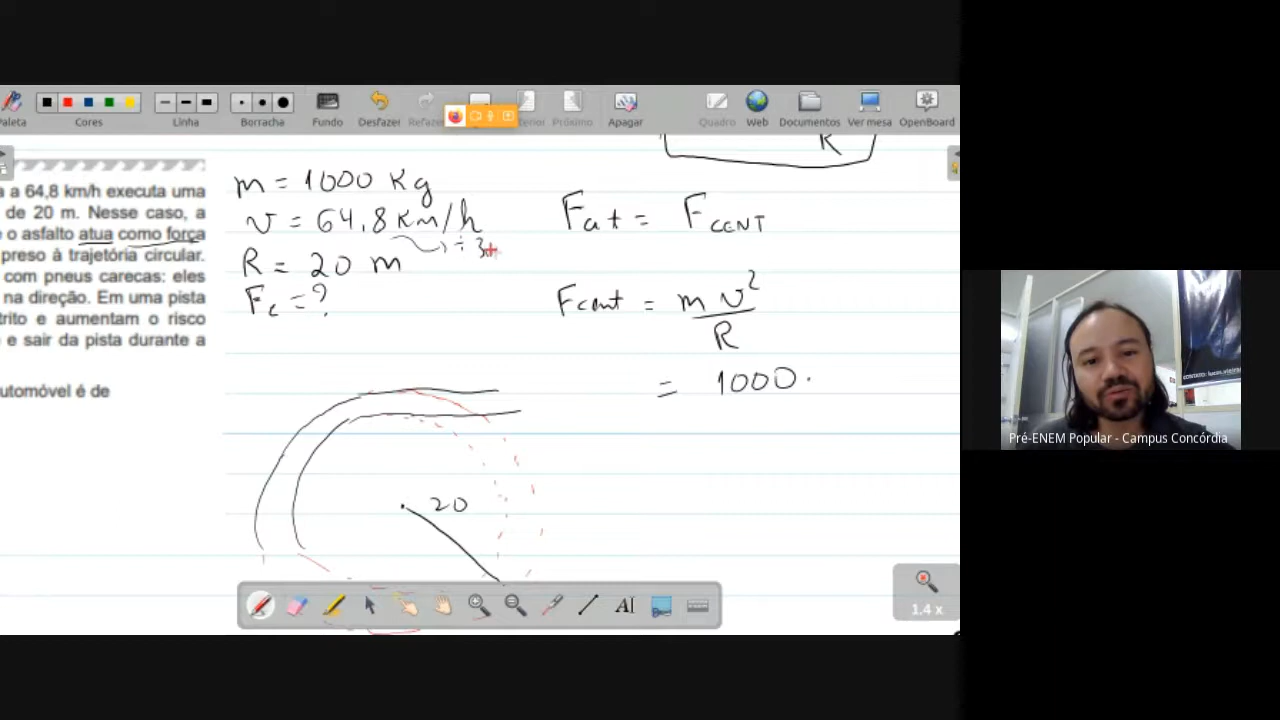 Paleta
Cores
Linha
Borracha
Fundo
Desfazer
Refazer
Próximo
Apagar
Quadro
Web
Documentos
Ver mesa
OpenBoard
R
a a 64,8 km/h executa uma
de 20 m. Nesse caso, a
e o asfalto atua como força
preso à trajetória circular.
com pneus carecas: eles
na direção. Em uma pista
trito e aumentam o risco
e sair da pista durante a
utomóvel é de
m = 1000 Kg
v = 64,8 Km/h
÷ 3,
R = 20 m
Fc = ?
Fat = FCENT
Fcent = m v²
R
= 1000 ·
20
AI
1.4 x
Pré-ENEM Popular - Campus Concórdia